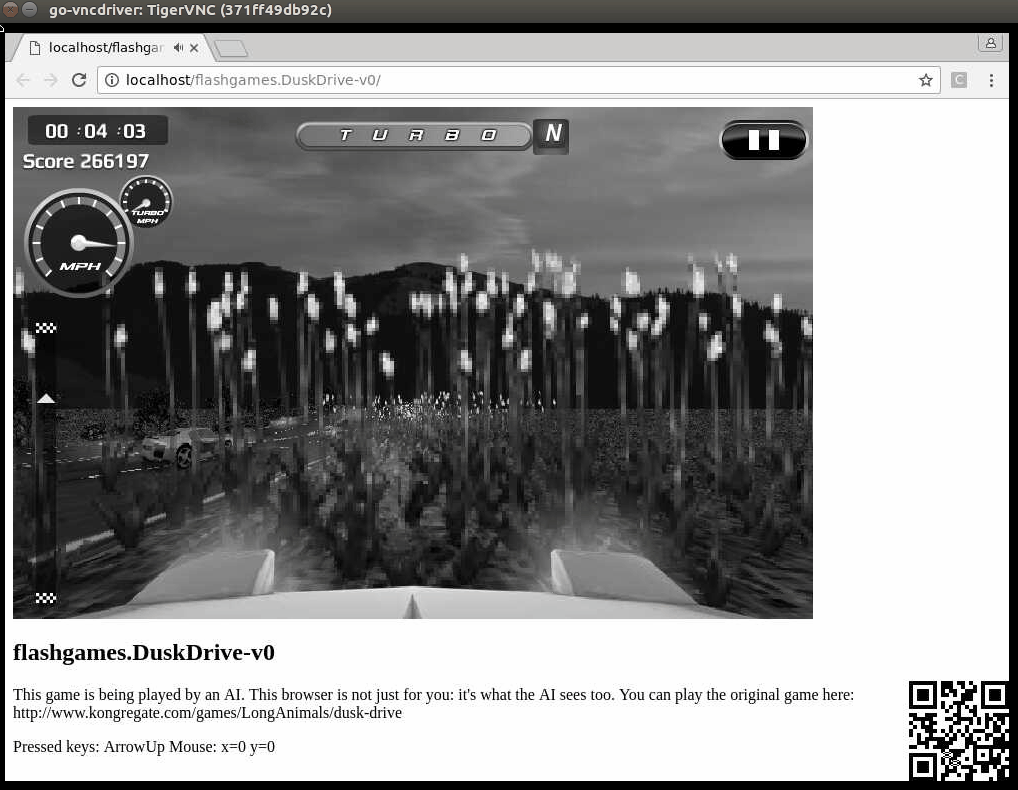 go-vncdriver: TigerVNC (371ff49db92c)
localhost/flashgar
localhost/flashgames.DuskDrive-v0/
C
00 : 04 : 03
TURBO
N
Score 266197
TURBO
MPH
MPH
flashgames.DuskDrive-v0
This game is being played by an AI. This browser is not just for you: it's what the AI sees too. You can play the original game here:
http://www.kongregate.com/games/LongAnimals/dusk-drive
Pressed keys: ArrowUp Mouse: x=0 y=0